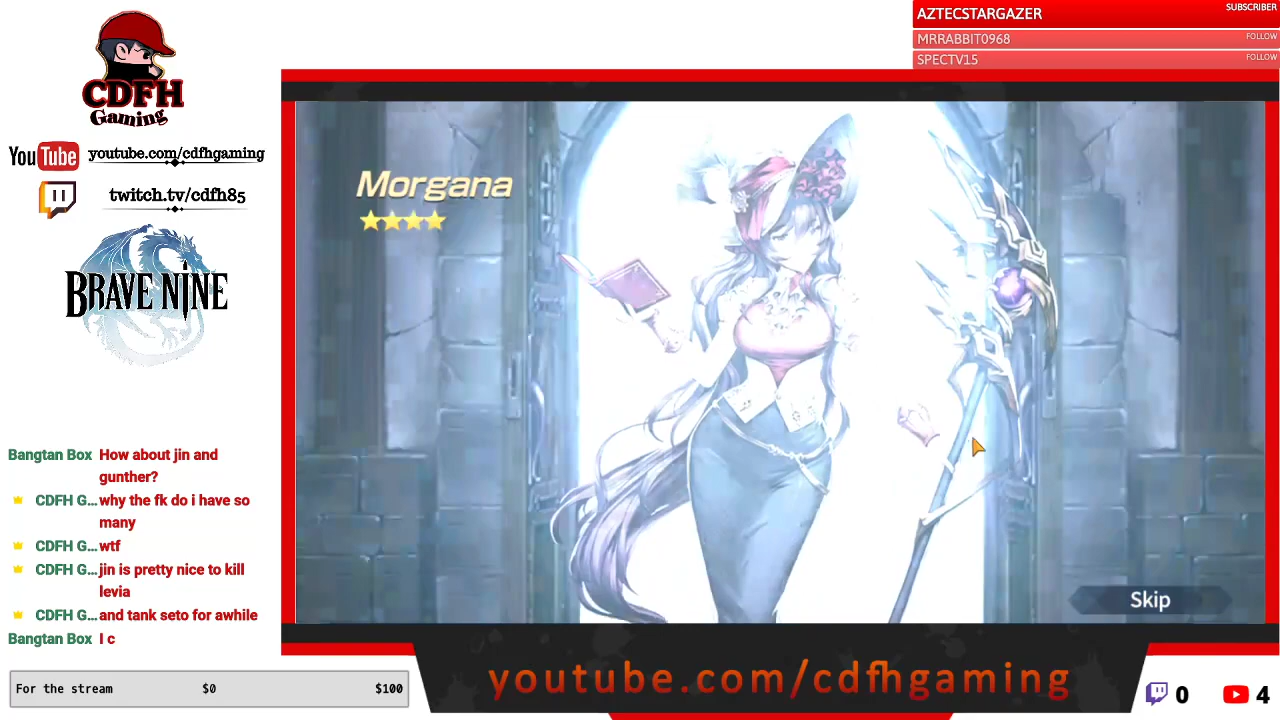 CDFH
Gaming
YouTube youtube.com/cdfhgaming
twitch.tv/cdfh85
BRAVE NINE
Bangtan Box How about jin and
gunther?
CDFH G... why the fk do i have so
many
CDFH G... wtf
CDFH G... jin is pretty nice to kill
levia
CDFH G... and tank seto for awhile
Bangtan Box I c
For the stream $0 $100
AZTECSTARGAZER SUBSCRIBER
MRRABBIT0968 FOLLOW
SPECTV15 FOLLOW
Morgana
Skip
youtube.com/cdfhgaming
0 4